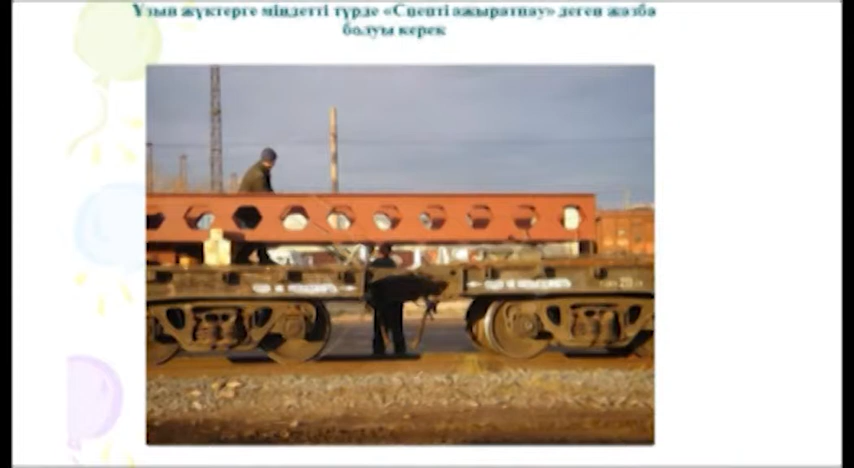 Ұзын жүктерге міндетті түрде «Сцепті ажыратпау» деген жазба
болуы керек